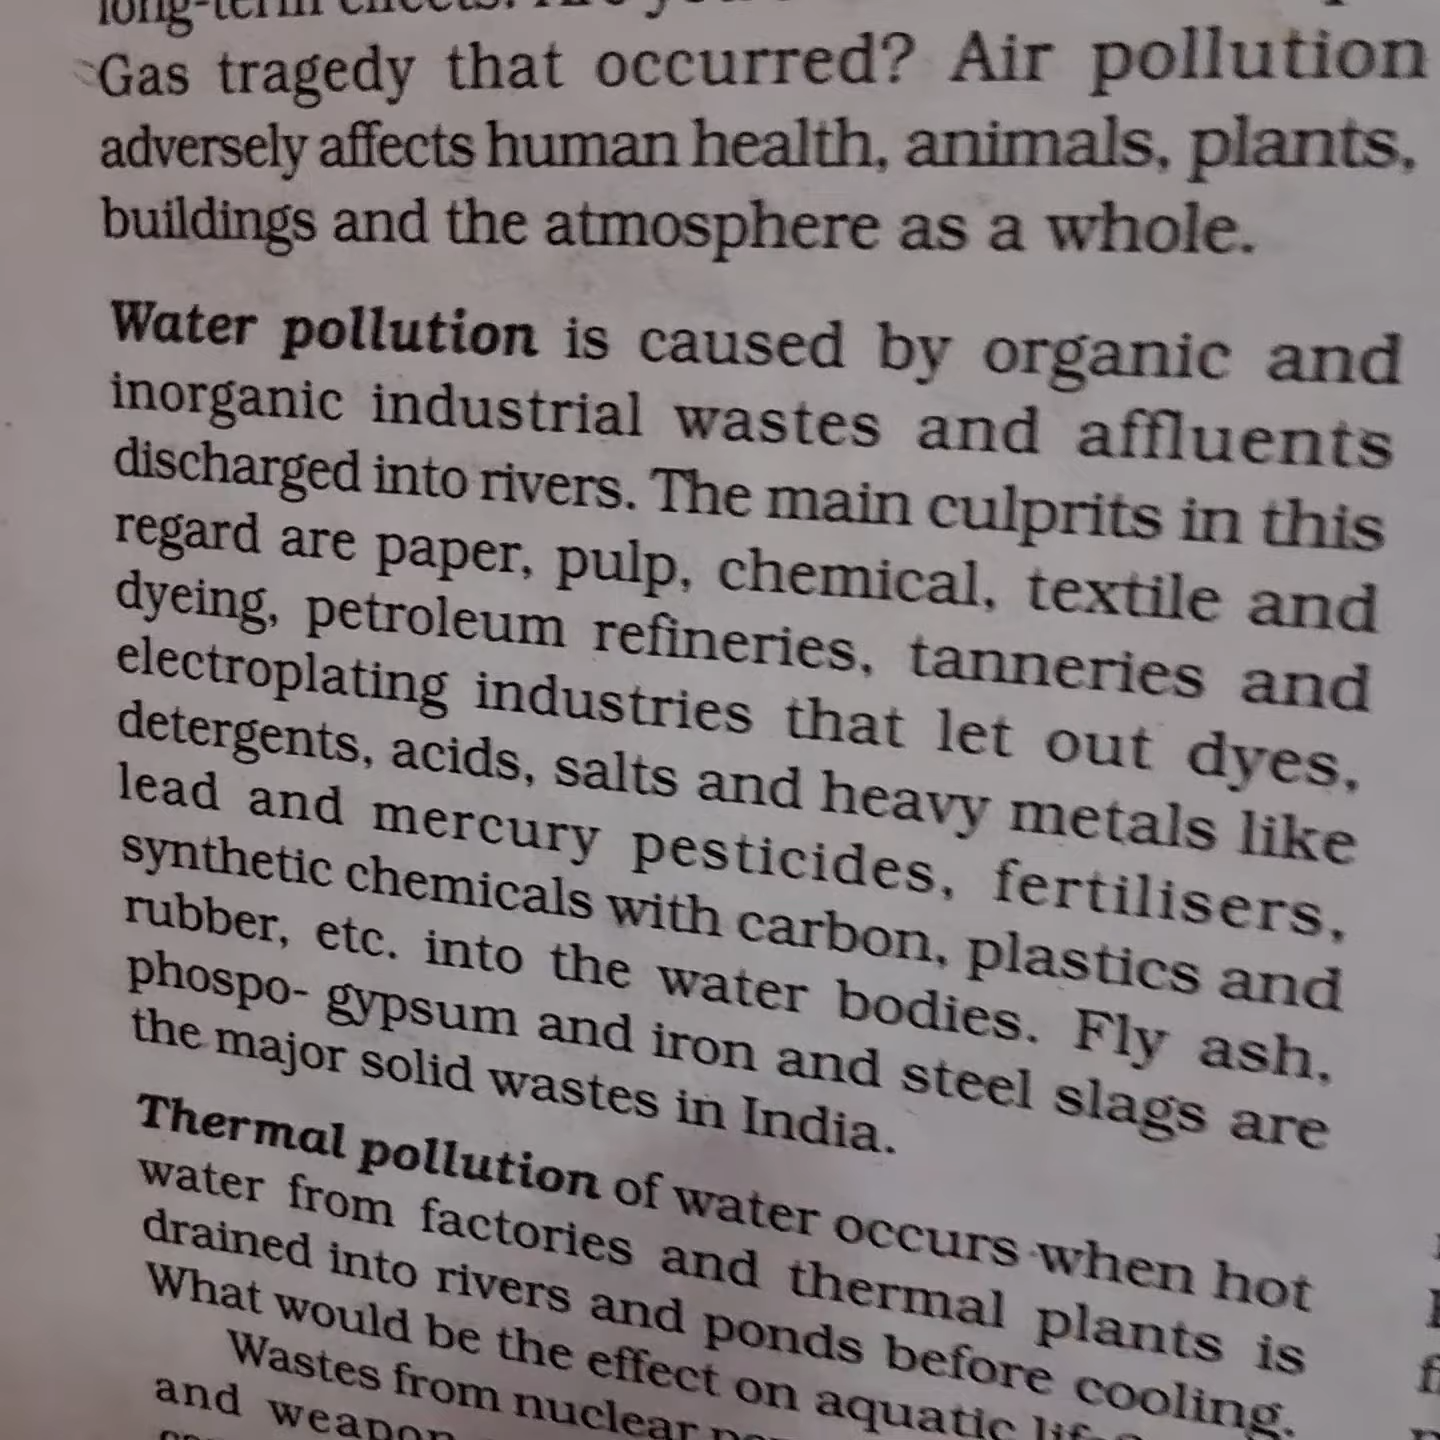 long-term effects. Are you
Gas tragedy that occurred? Air pollution
adversely affects human health, animals, plants,
buildings and the atmosphere as a whole.
Water pollution is caused by organic and
inorganic industrial wastes and affluents
discharged into rivers. The main culprits in this
regard are paper, pulp, chemical, textile and
dyeing, petroleum refineries, tanneries and
electroplating industries that let out dyes,
detergents, acids, salts and heavy metals like
lead and mercury pesticides, fertilisers,
synthetic chemicals with carbon, plastics and
rubber, etc. into the water bodies. Fly ash,
phospo- gypsum and iron and steel slags are
the major solid wastes in India.
Thermal pollution of water occurs when hot
water from factories and thermal plants is
drained into rivers and ponds before cooling.
What would be the effect on aquatic
Wastes from nuclear
and